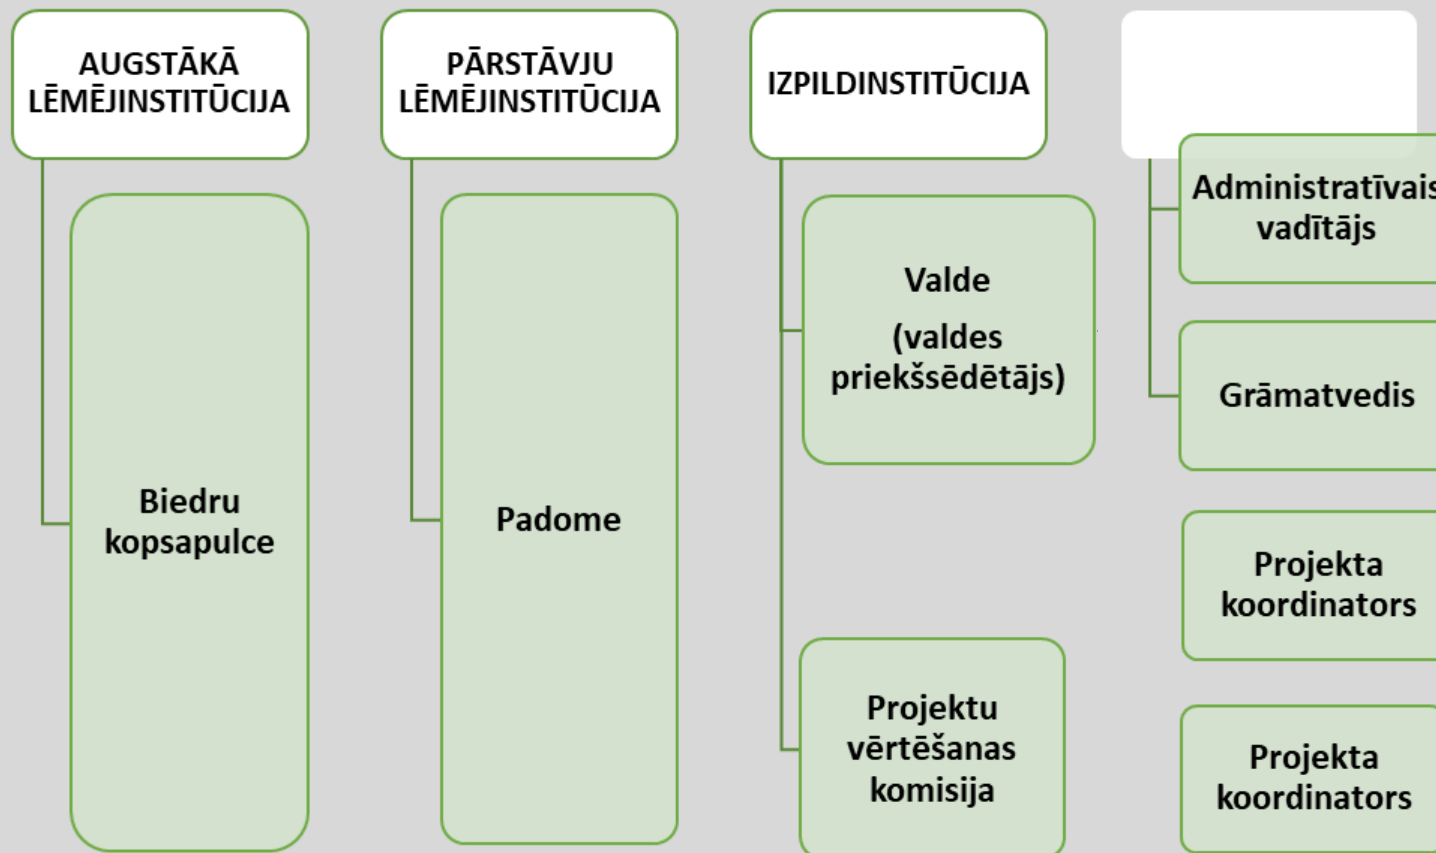 AUGSTĀKĀ
LĒMĒJINSTITŪCIJA
Biedru
kopsapulce
PĀRSTĀVJU
LĒMĒJINSTITŪCIJA
Padome
IZPILDINSTITŪCIJA
Valde
(valdes
priekšsēdētājs)
Projektu
vērtēšanas
komisija
Administratīvais
vadītājs
Grāmatvedis
Projekta
koordinators
Projekta
koordinators